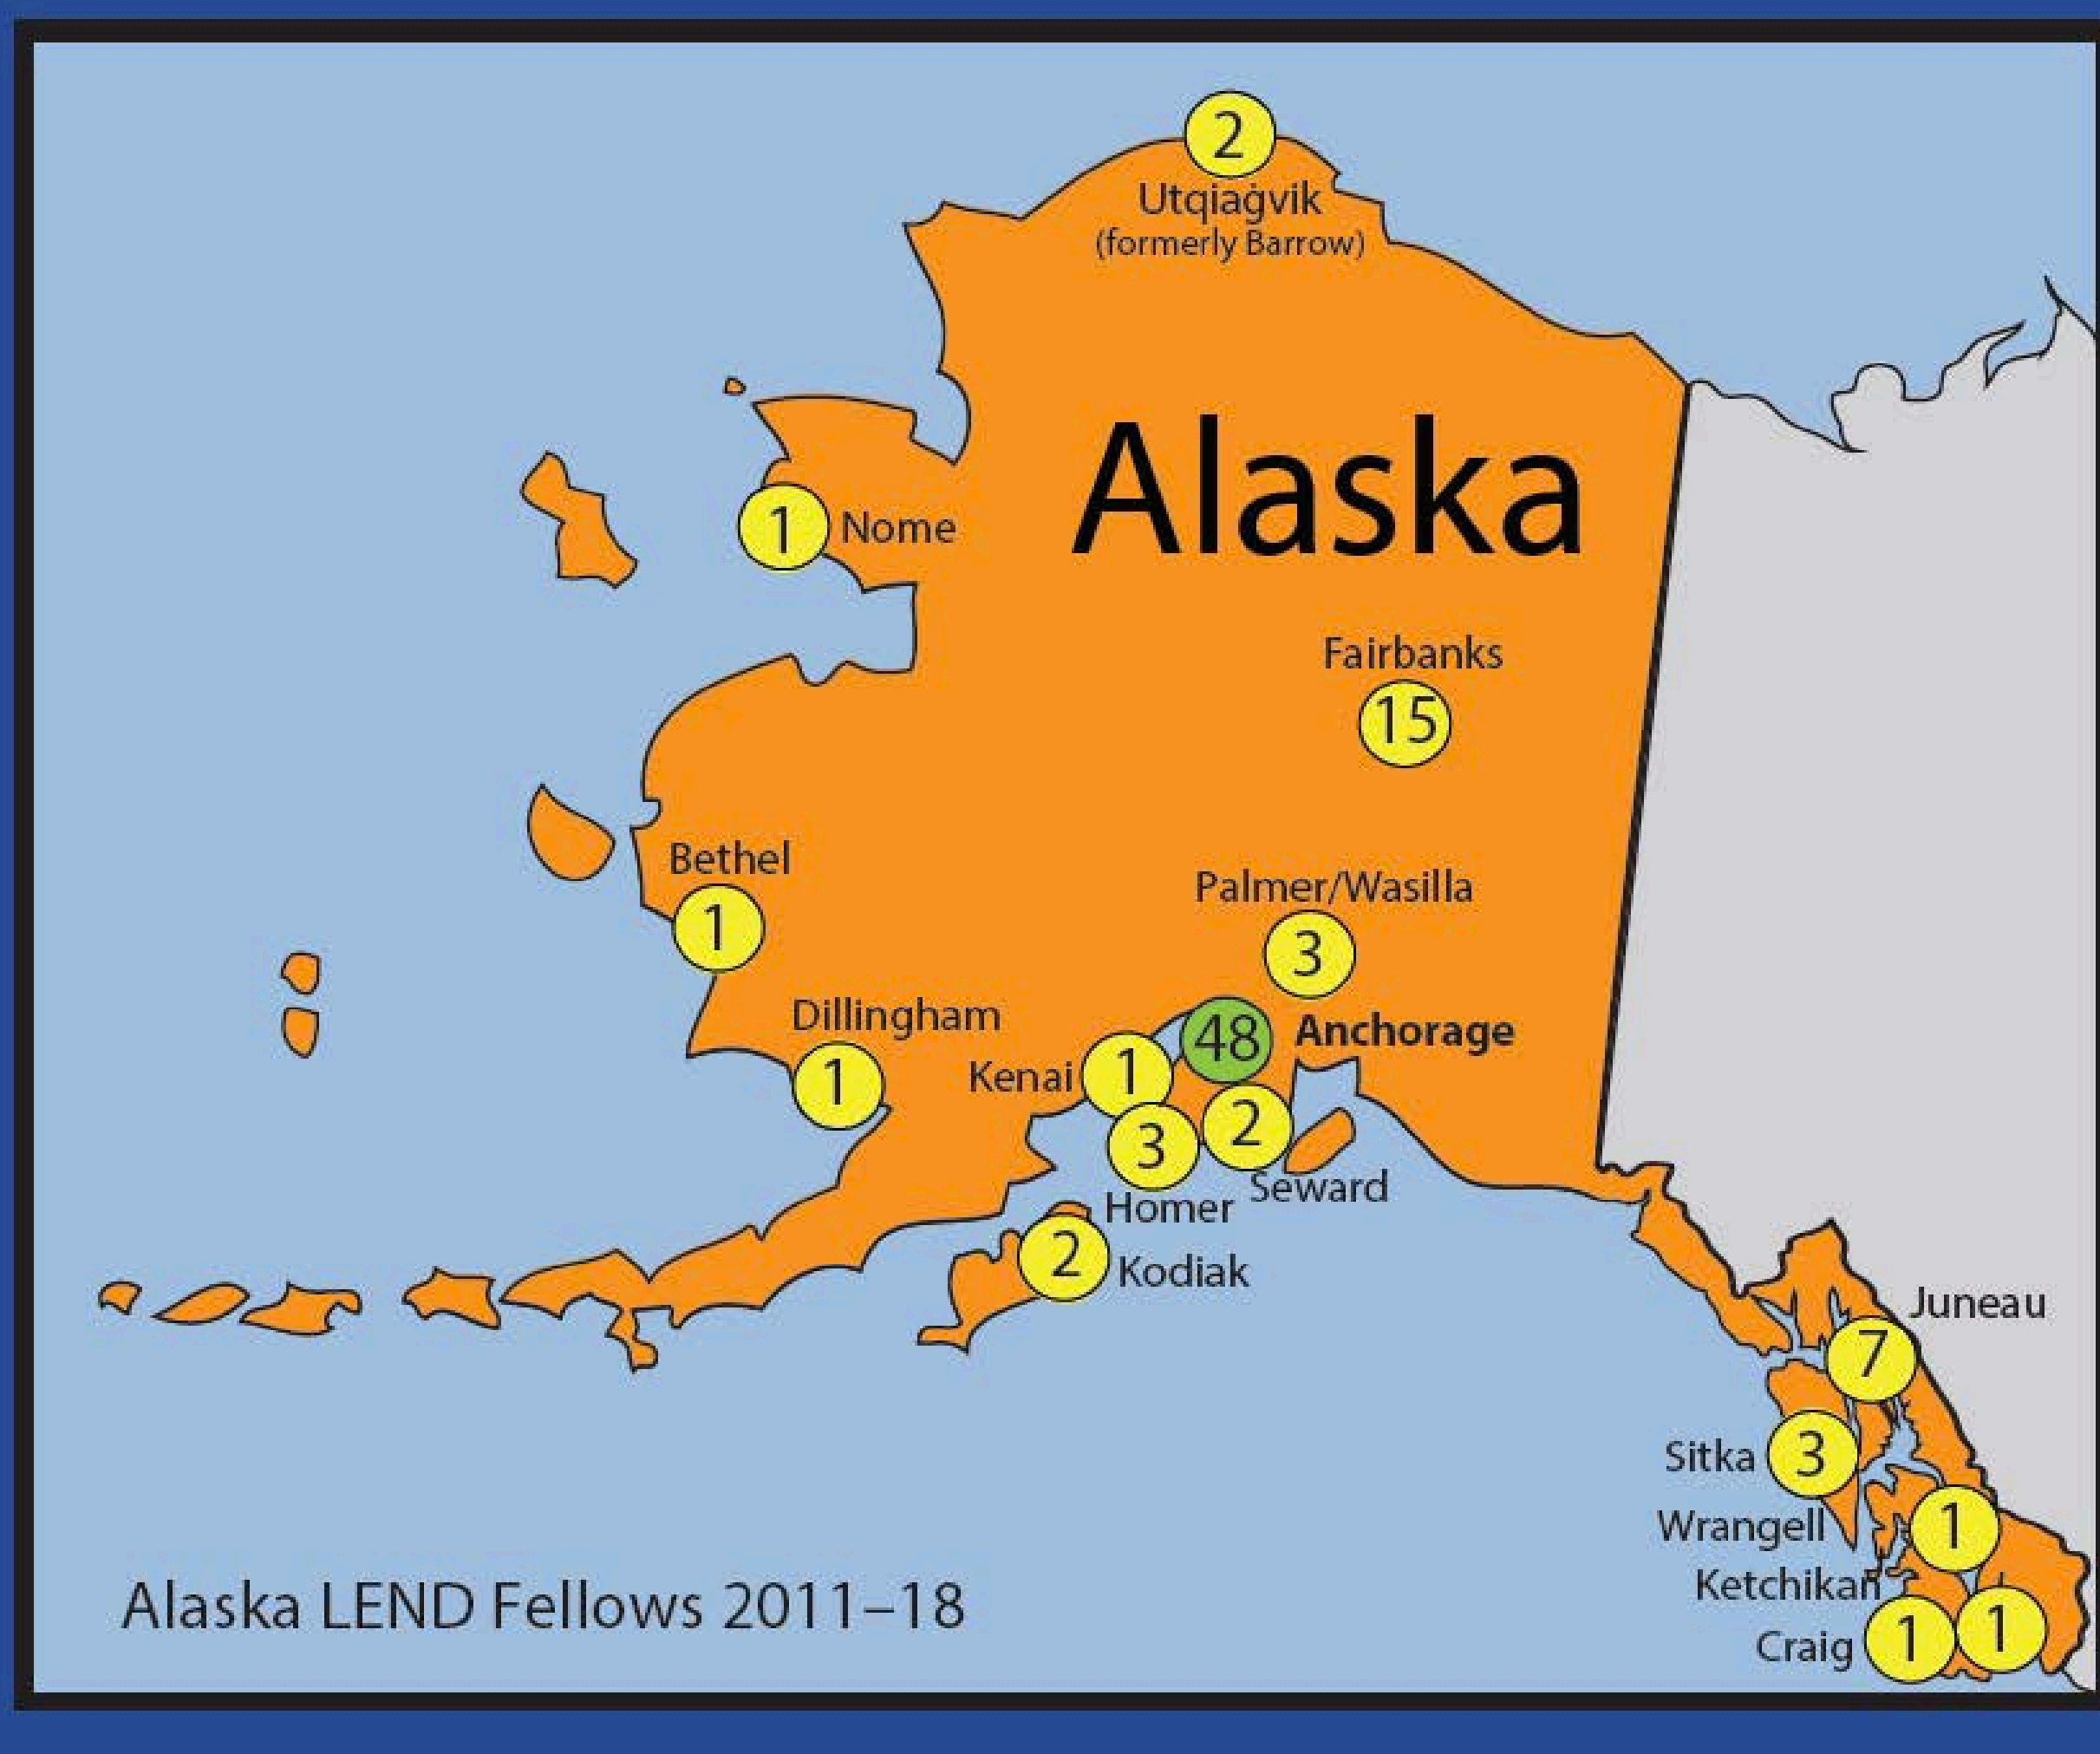 2
Utqiaġvik
(formerly Barrow)
Alaska
1 Nome
Fairbanks
15
Bethel
1
Palmer/Wasilla
3
Dillingham
1
48 Anchorage
Kenai 1
3
2
Seward
Homer
2 Kodiak
Juneau
7
Sitka 3
Wrangell 1
Ketchikan 1
Craig 1
Alaska LEND Fellows 2011–18